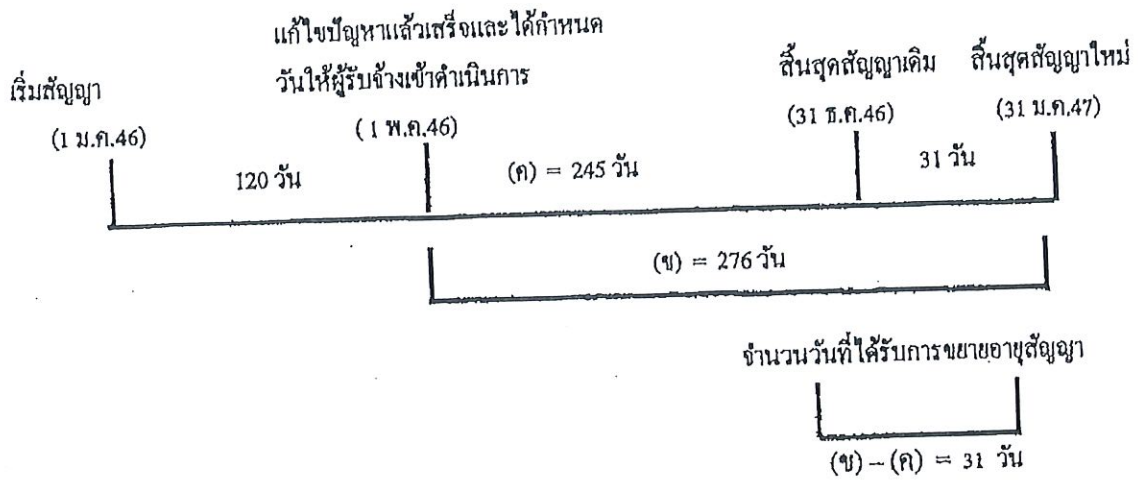 แก้ไขปัญหาแล้วเสร็จและได้กำหนด
วันให้ผู้รับจ้างเข้าดำเนินการ
เริ่มสัญญา
สิ้นสุดสัญญาเดิม
สิ้นสุดสัญญาใหม่
(1 ม.ค.46)
( 1 พ.ค.46)
(31 ธ.ค.46)
(31 ม.ค.47)
120 วัน
(ค) = 245 วัน
31 วัน
(ข) = 276 วัน
จำนวนวันที่ได้รับการขยายอายุสัญญา
(ข) – (ค) = 31 วัน